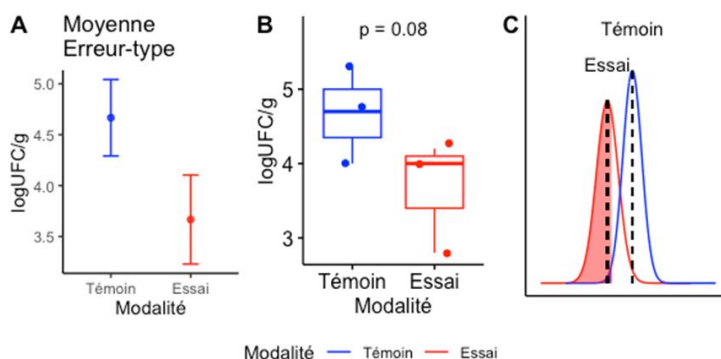 A
Moyenne
Erreur-type
logUFC/g
5.0
4.5
4.0
3.5
Témoin
Essai
Modalité
B
p = 0.08
logUFC/g
5
4
3
Témoin
Essai
Modalité
C
Témoin
Essai
Modalité
Témoin
Essai